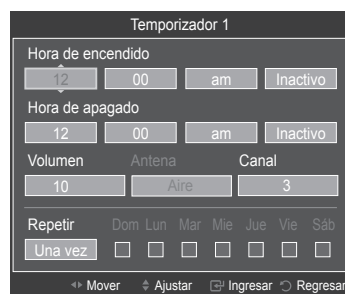 Temporizador 1
Hora de encendido
12 00 am Inactivo
Hora de apagado
12 00 am Inactivo
Volumen Antena Canal
10 Aire 3
Repetir Dom Lun Mar Mie Jue Vie Sáb
Una vez
Mover Ajustar Ingresar Regresar